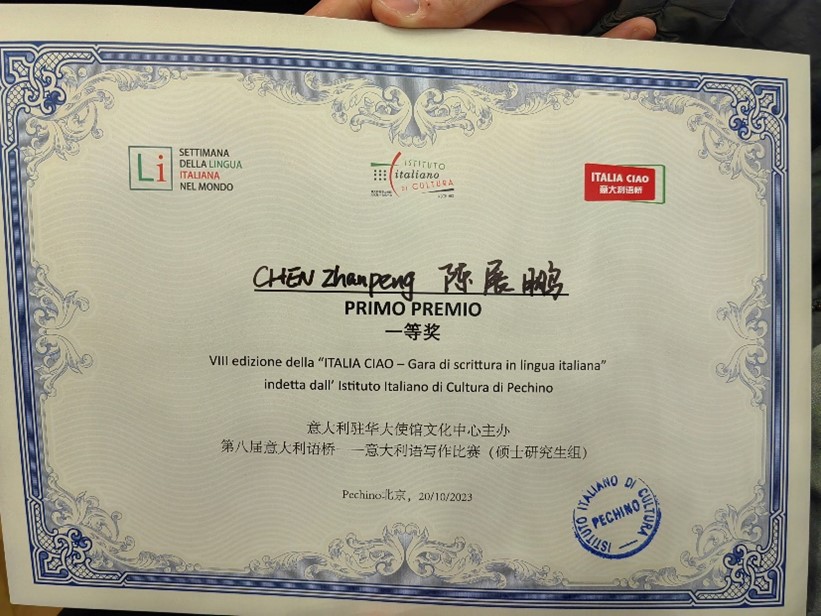 Li
SETTIMANA
DELLA LINGUA
ITALIANA
NEL MONDO
ISTITUTO
italiano
DI CULTURA
ITALIA CIAO
意大利语桥
CHEN Zhanpeng 陈展鹏
PRIMO PREMIO
一等奖
VIII edizione della “ITALIA CIAO – Gara di scrittura in lingua italiana”
indetta dall’ Istituto Italiano di Cultura di Pechino
意大利驻华大使馆文化中心主办
第八届意大利语桥—一意大利语写作比赛（硕士研究生组）
Pechino北京，20/10/2023
ISTITUTO ITALIANO DI CULTURA
PECHINO